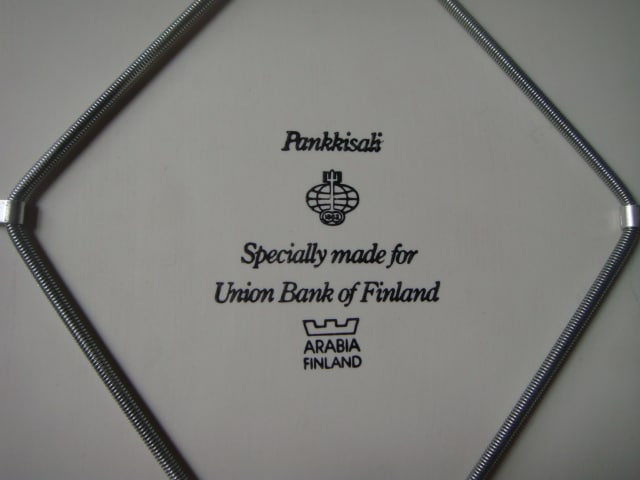 Pankkisali
Specially made for
Union Bank of Finland
ARABIA
FINLAND